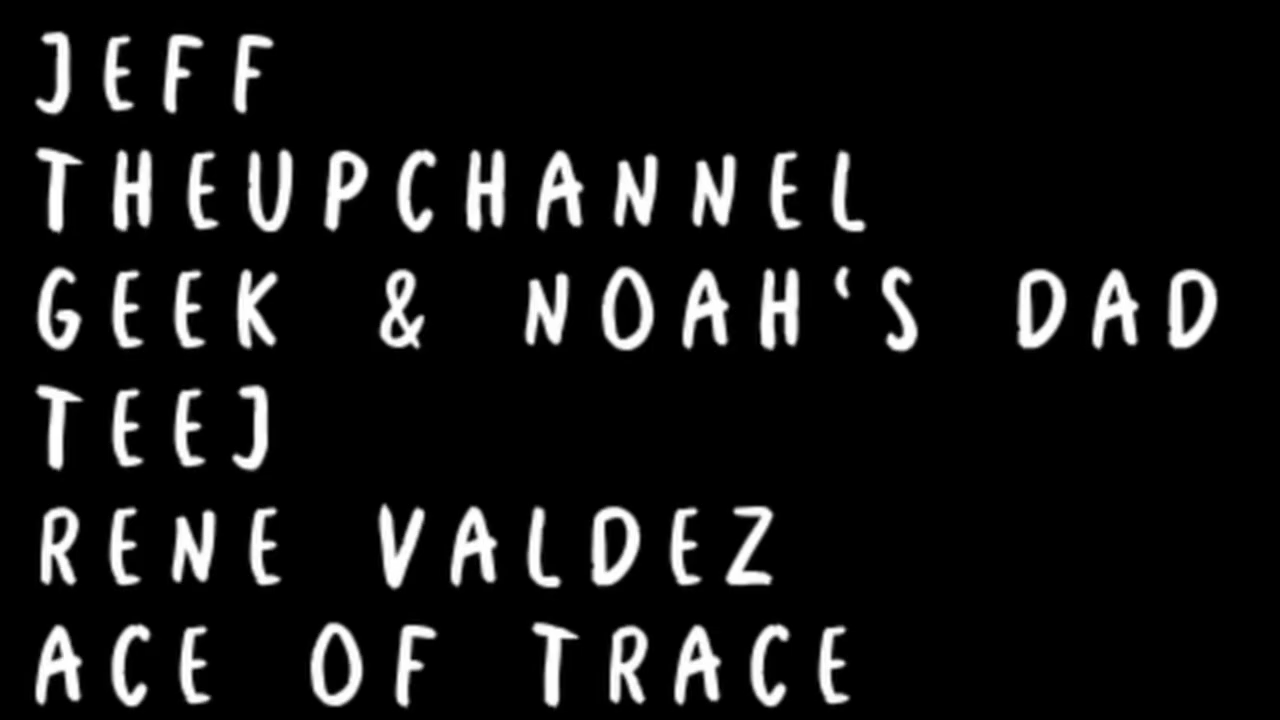 JEFF
THEUPCHANNEL
GEEK & NOAH‘S DAD
TEEJ
RENE VALDEZ
ACE OF TRACE